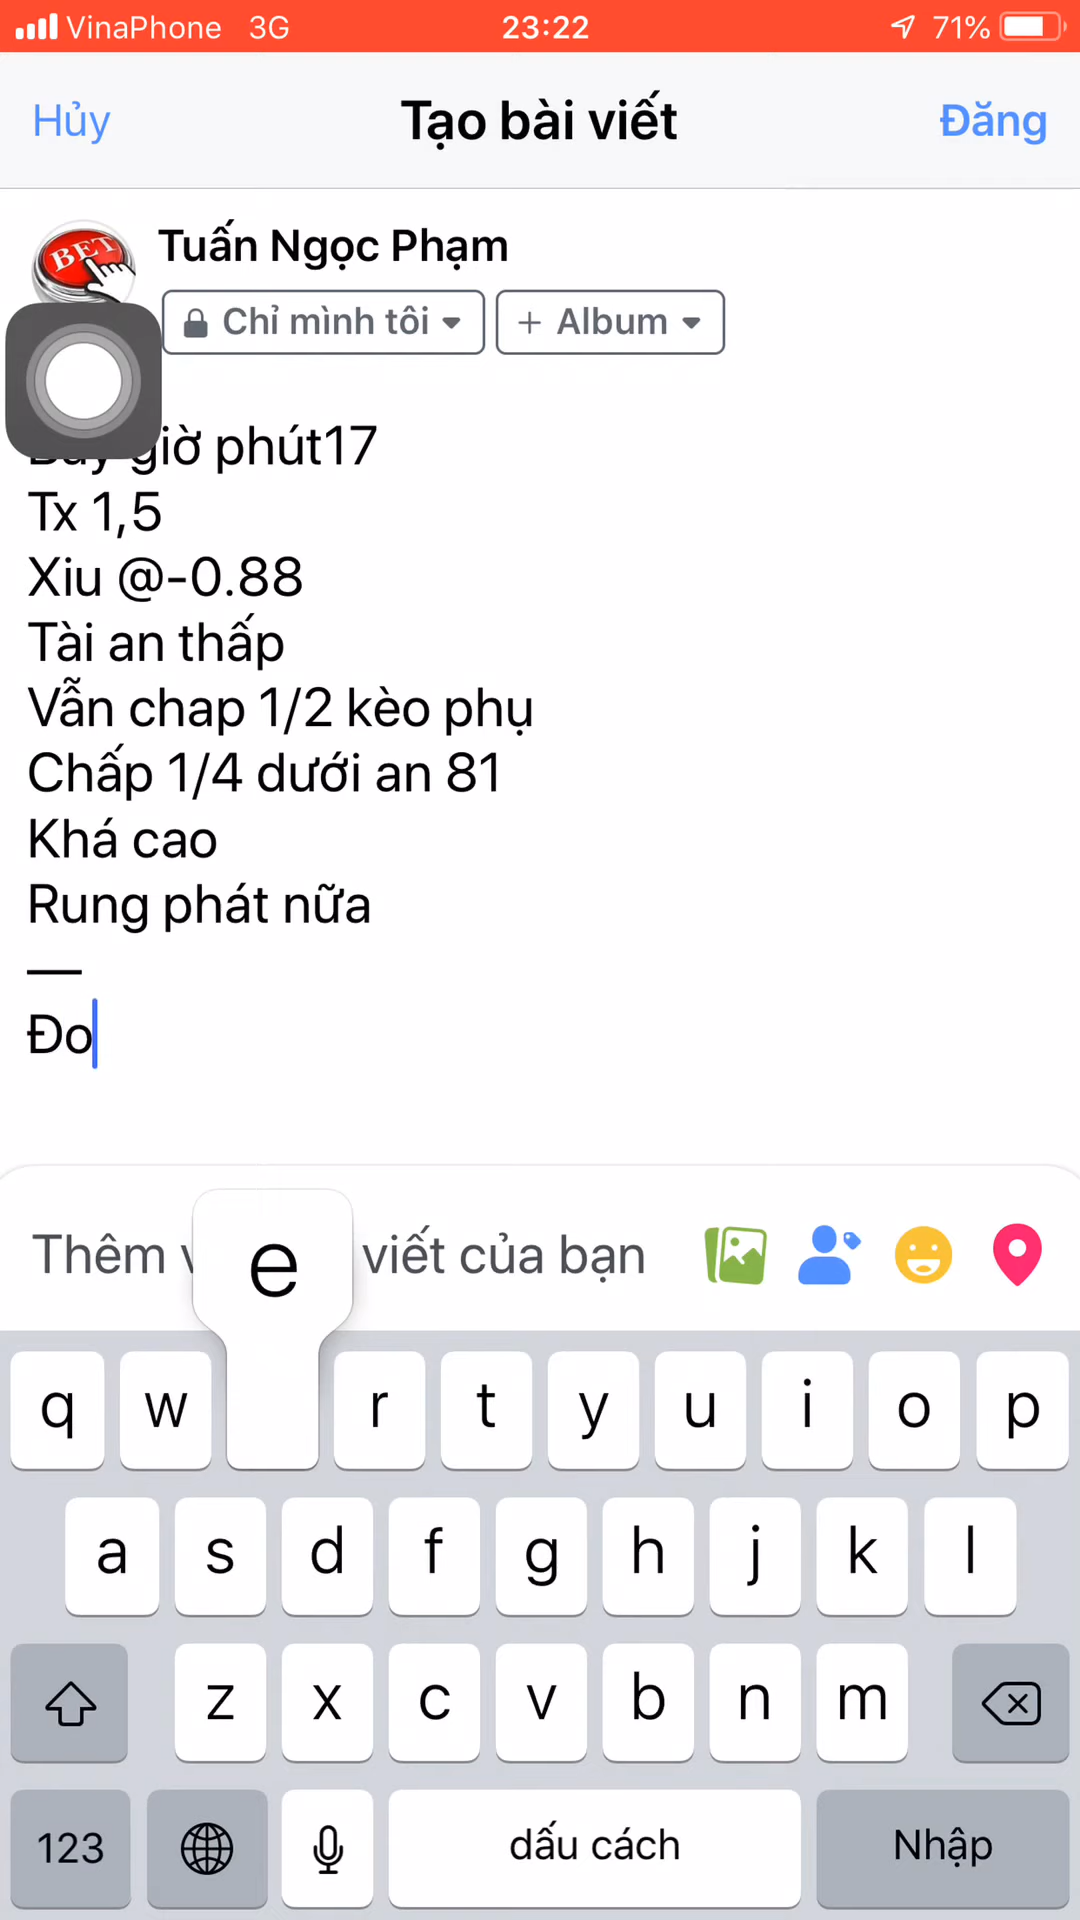 VinaPhone 3G 23:22 71%
Hủy Tạo bài viết Đăng
BET
Tuấn Ngọc Phạm
Chỉ mình tôi + Album
giờ phút17
Tx 1,5
Xiu @-0.88
Tài an thấp
Vẫn chap 1/2 kèo phụ
Chấp 1/4 dưới an 81
Khá cao
Rung phát nữa
—
Đo
Thêm viết của bạn
e
q w r t y u i o p
a s d f g h j k l
z x c v b n m
123 dấu cách Nhập